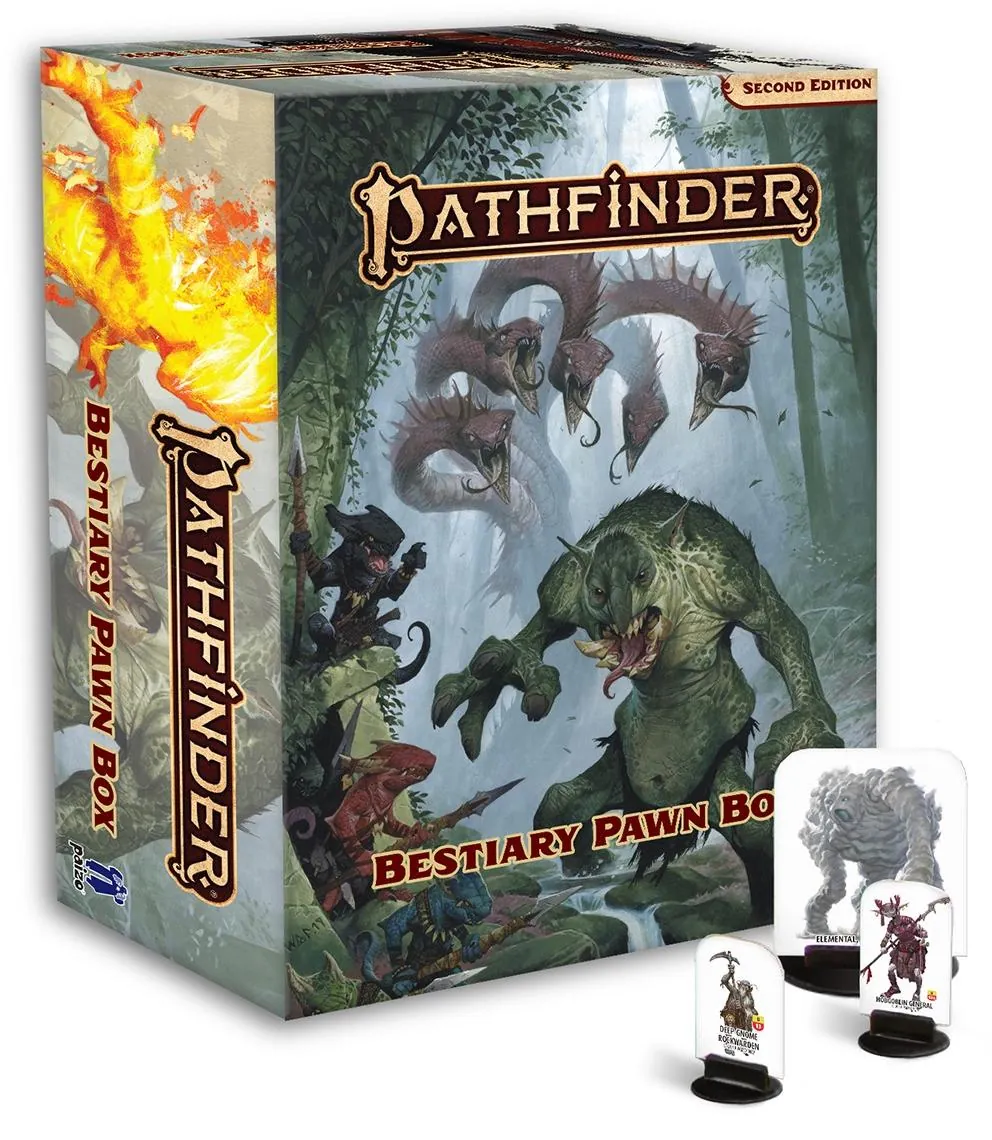 SECOND EDITION
PATHFINDER®
BESTIARY PAWN BO
PATHFINDER®
BESTIARY PAWN BOX
paizo
ELEMENTAL,
HOBGOBLIN GENERAL
DEEP GNOME
ROCKWARDEN